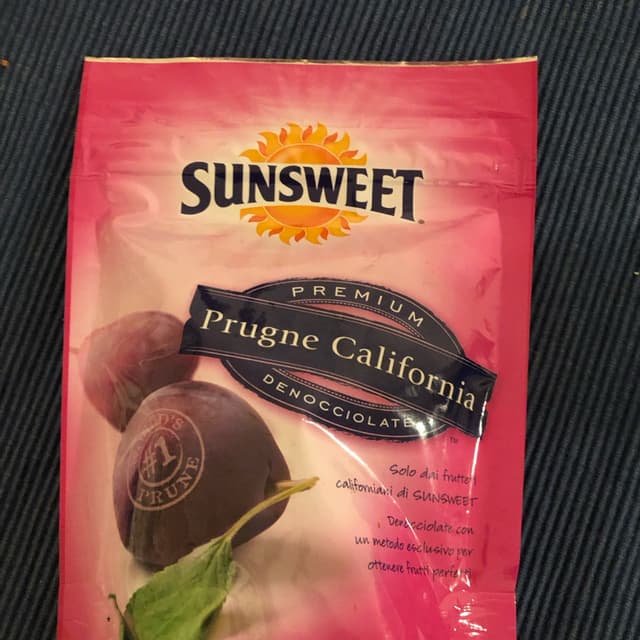 SUNSWEET
PREMIUM
Prugne California
DENOCCIOLATE
#1
PRUNE
Solo dai frutteti
californiani di SUNSWEET
Denocciolate con
un metodo esclusivo per
ottenere frutti perfetti